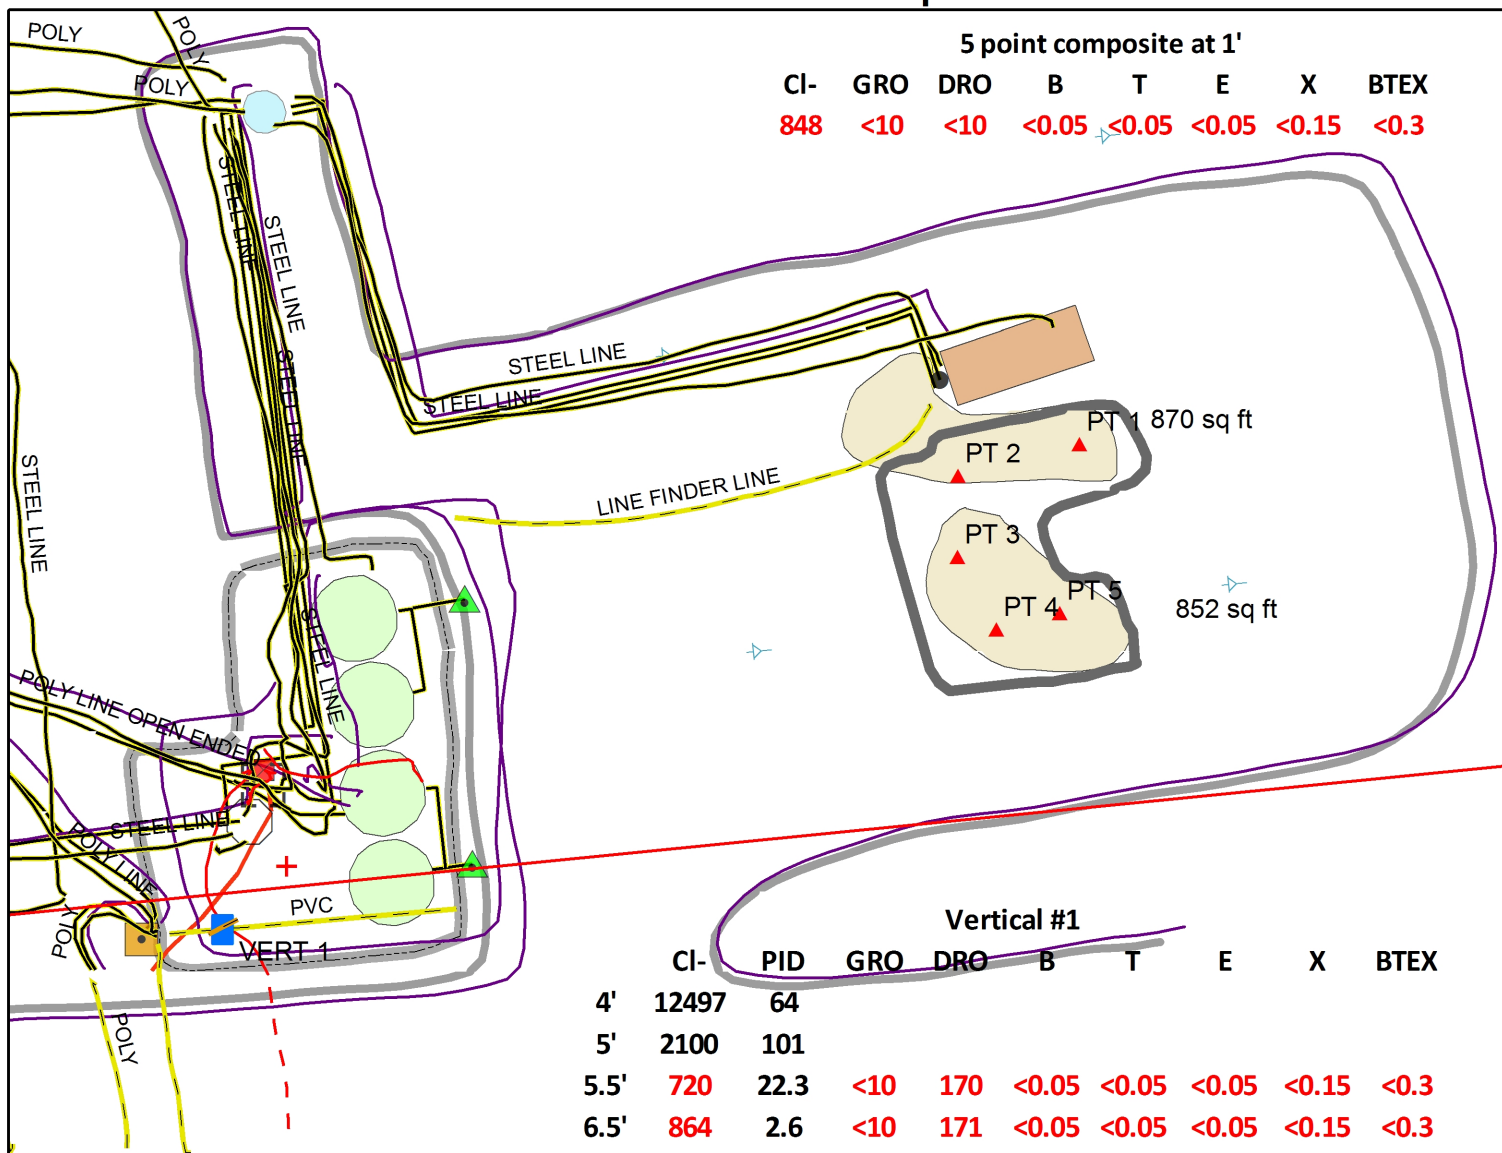 5 point composite at 1'
Cl- GRO DRO B T E X BTEX
848 <10 <10 <0.05 <0.05 <0.05 <0.15 <0.3
POLY
POLY
POLY
STEEL LINE
STEEL LINE
STEEL LINE
STEEL LINE
STEEL LINE
STEEL LINE
LINE FINDER LINE
PT 1 870 sq ft
PT 2
PT 3
PT 4
PT 5
852 sq ft
STEEL LINE
POLY LINE OPEN ENDED
STEEL LINE
POLY LINE
PVC
POLY
VERT 1
POLY
Vertical #1
Cl- PID GRO DRO B T E X BTEX
4' 12497 64
5' 2100 101
5.5' 720 22.3 <10 170 <0.05 <0.05 <0.05 <0.15 <0.3
6.5' 864 2.6 <10 171 <0.05 <0.05 <0.05 <0.15 <0.3